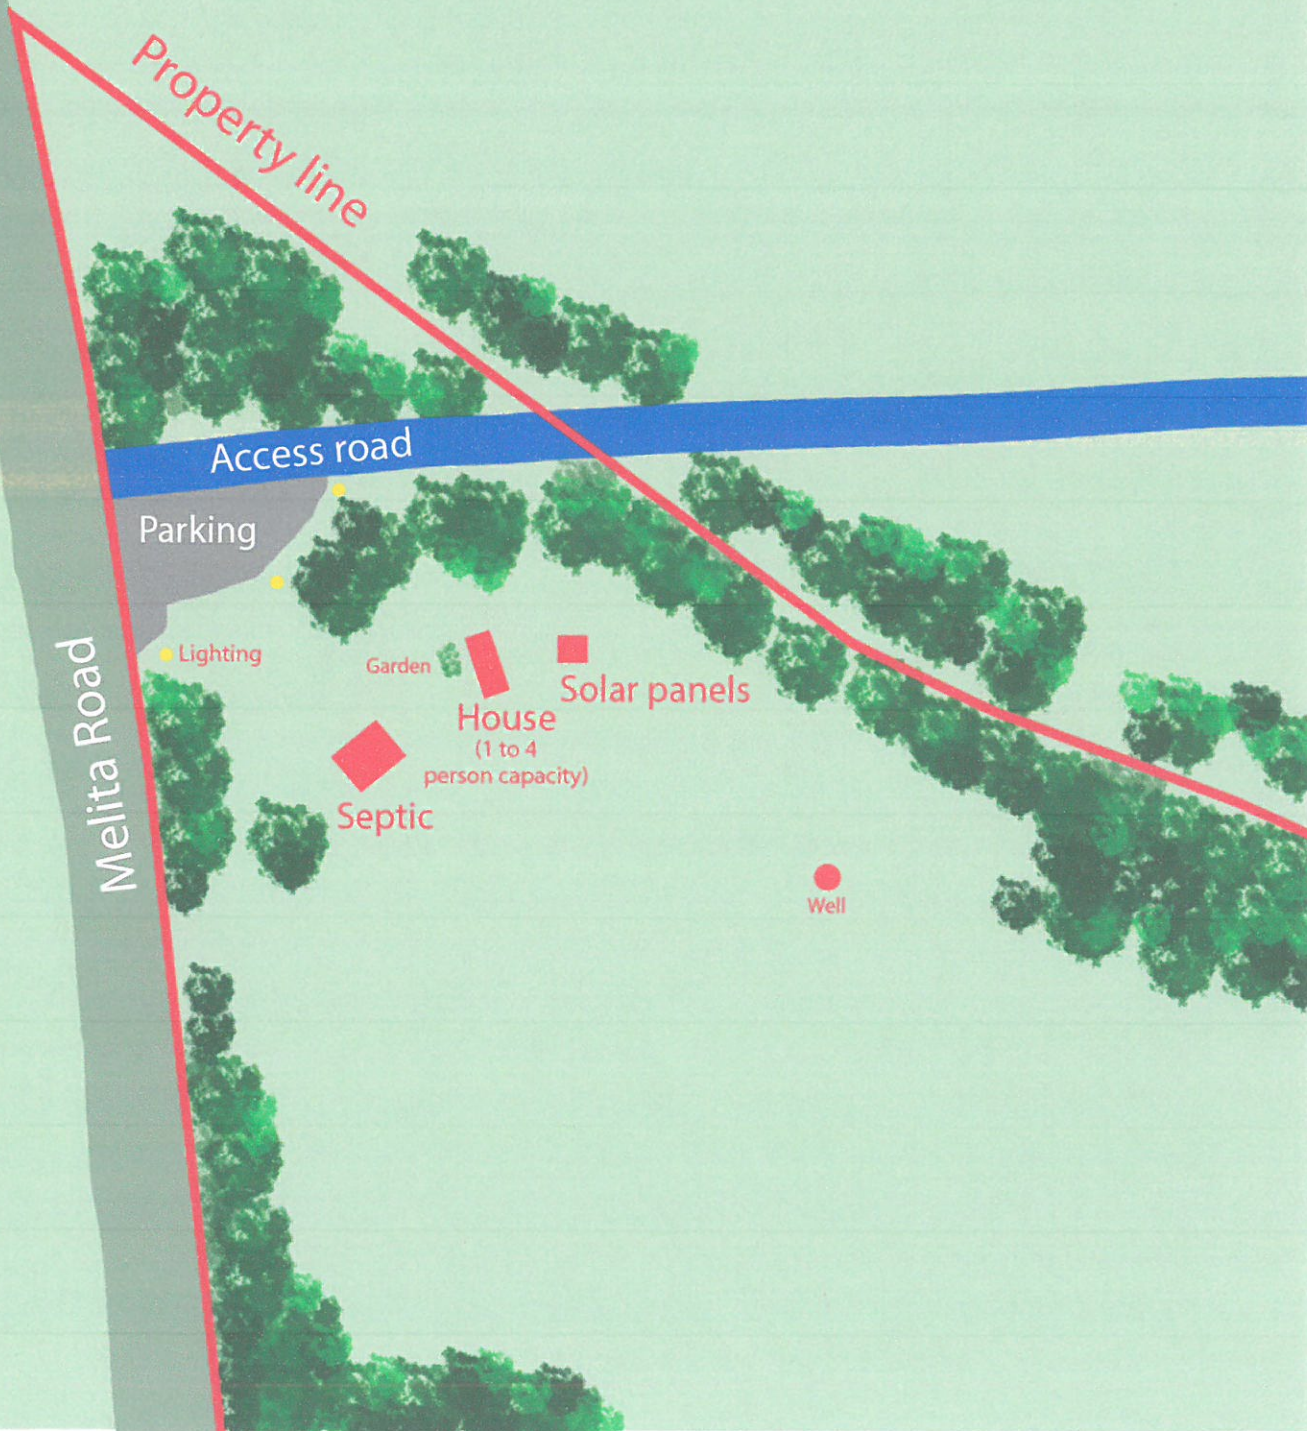 Property line
Access road
Parking
Lighting
Garden
House
(1 to 4
person capacity)
Solar panels
Septic
Melita Road
Well